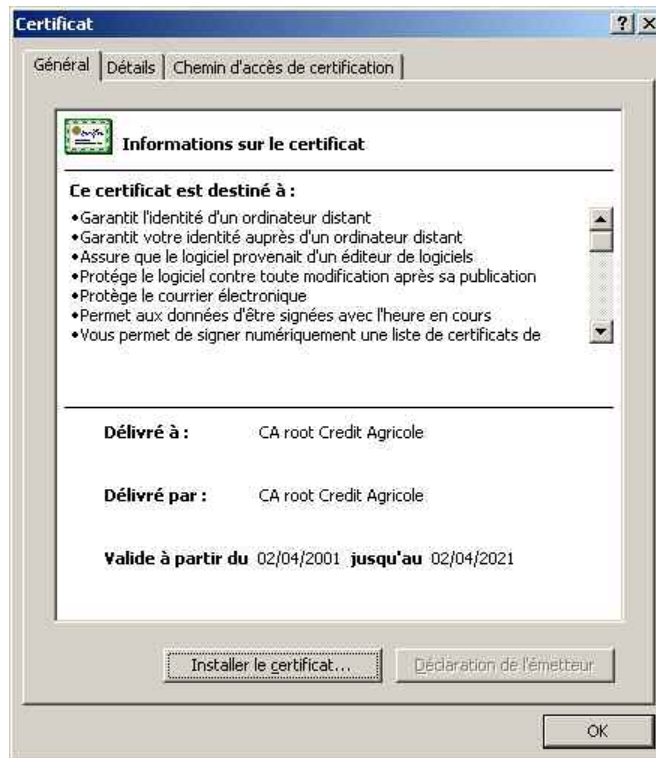 Certificat
Général Détails Chemin d'accès de certification
Informations sur le certificat
Ce certificat est destiné à :
•Garantit l'identité d'un ordinateur distant
•Garantit votre identité auprès d'un ordinateur distant
•Assure que le logiciel provenait d'un éditeur de logiciels
•Protége le logiciel contre toute modification après sa publication
•Protège le courrier électronique
•Permet aux données d'être signées avec l'heure en cours
•Vous permet de signer numériquement une liste de certificats de
Délivré à : CA root Credit Agricole
Délivré par : CA root Credit Agricole
Valide à partir du 02/04/2001 jusqu'au 02/04/2021
Installer le certificat... Déclaration de l'émetteur
OK